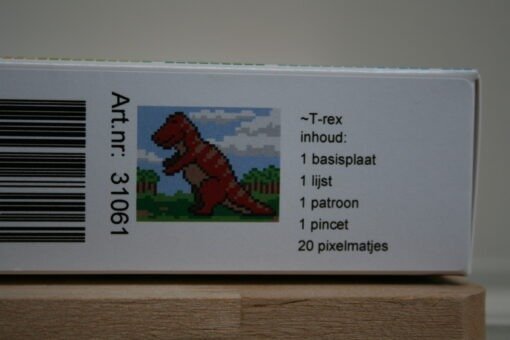 Art.nr: 31061
~T-rex
inhoud:
1 basisplaat
1 lijst
1 patroon
1 pincet
20 pixelmatjes